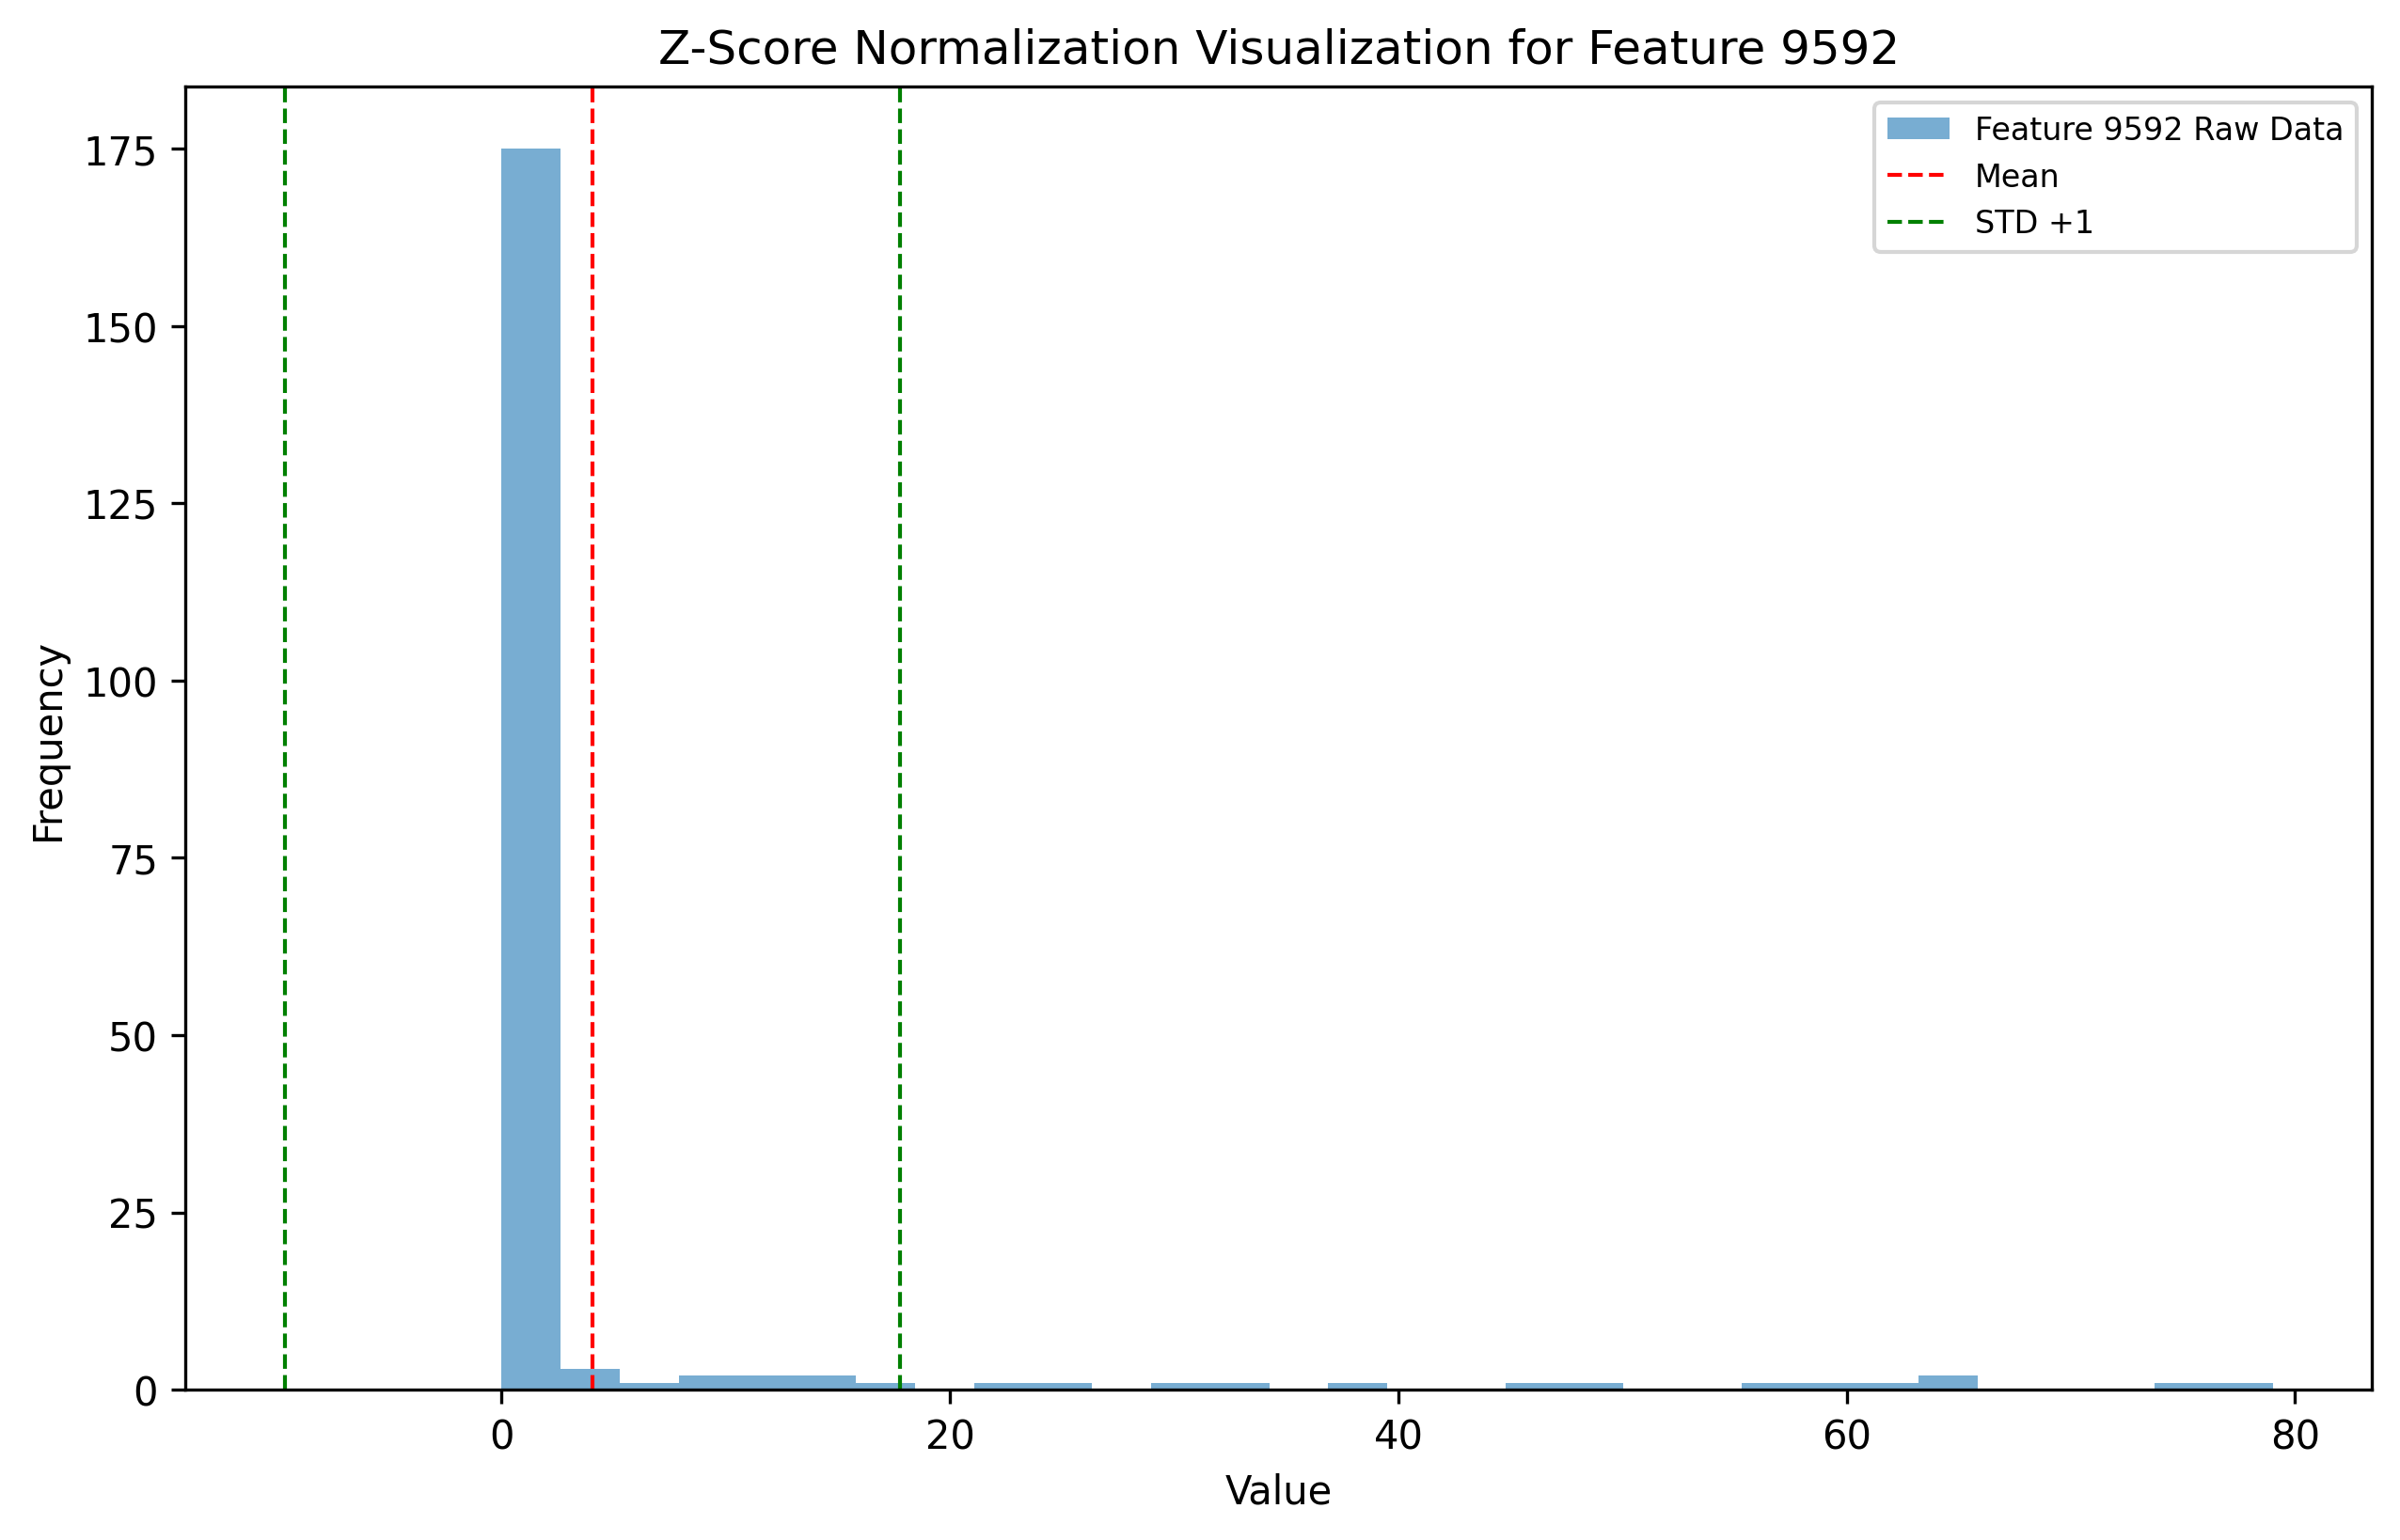 Z-Score Normalization Visualization for Feature 9592
Feature 9592 Raw Data
Mean
STD +1
175
150
125
100
75
50
25
0
Frequency
0 20 40 60 80
Value